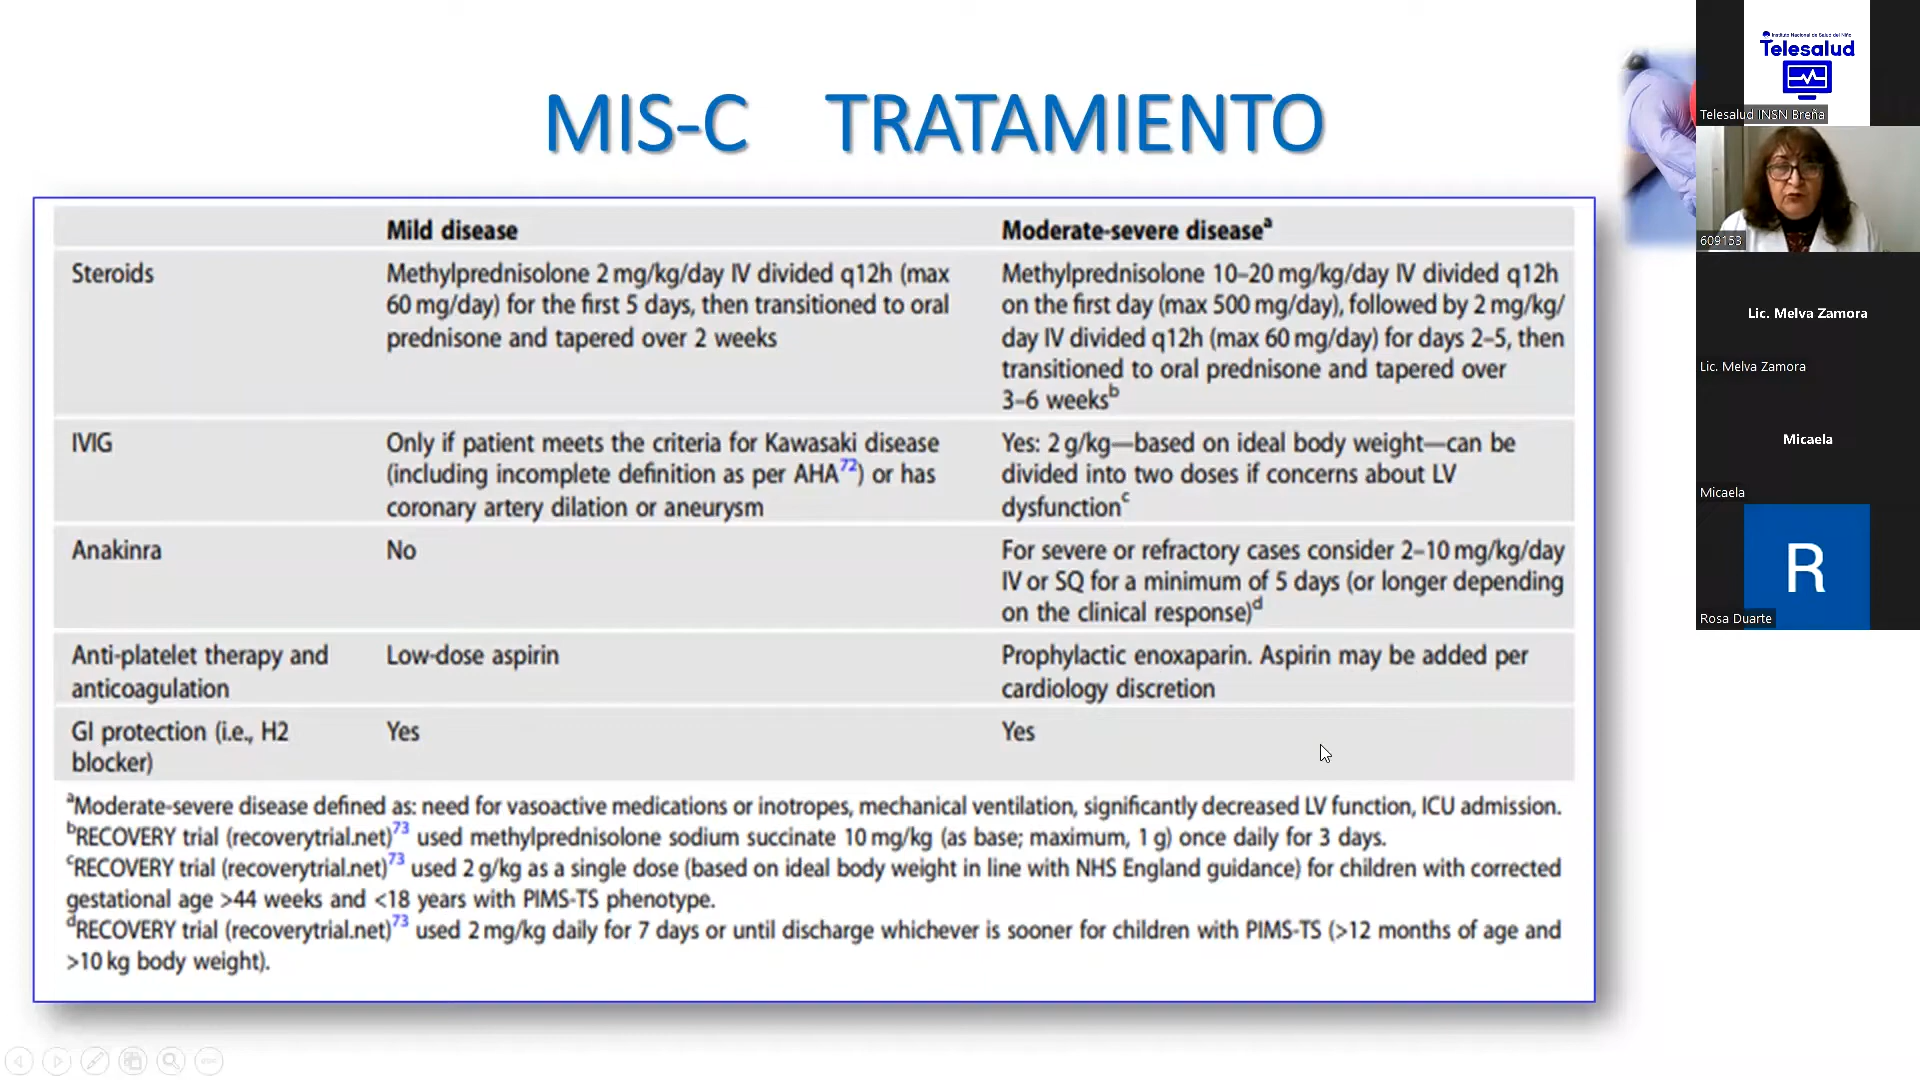 MIS-C TRATAMIENTO
Mild disease
Moderate-severe diseaseᵃ
Steroids
Methylprednisolone 2 mg/kg/day IV divided q12h (max
60 mg/day) for the first 5 days, then transitioned to oral
prednisone and tapered over 2 weeks
Methylprednisolone 10–20 mg/kg/day IV divided q12h
on the first day (max 500 mg/day), followed by 2 mg/kg/
day IV divided q12h (max 60 mg/day) for days 2–5, then
transitioned to oral prednisone and tapered over
3–6 weeksᵇ
IVIG
Only if patient meets the criteria for Kawasaki disease
(including incomplete definition as per AHA⁷²) or has
coronary artery dilation or aneurysm
Yes: 2 g/kg—based on ideal body weight—can be
divided into two doses if concerns about LV
dysfunctionᶜ
Anakinra
No
For severe or refractory cases consider 2–10 mg/kg/day
IV or SQ for a minimum of 5 days (or longer depending
on the clinical response)ᵈ
Anti-platelet therapy and
anticoagulation
Low-dose aspirin
Prophylactic enoxaparin. Aspirin may be added per
cardiology discretion
GI protection (i.e., H2
blocker)
Yes
Yes
ᵃModerate-severe disease defined as: need for vasoactive medications or inotropes, mechanical ventilation, significantly decreased LV function, ICU admission.
ᵇRECOVERY trial (recoverytrial.net)⁷³ used methylprednisolone sodium succinate 10 mg/kg (as base; maximum, 1 g) once daily for 3 days.
ᶜRECOVERY trial (recoverytrial.net)⁷³ used 2 g/kg as a single dose (based on ideal body weight in line with NHS England guidance) for children with corrected
gestational age >44 weeks and <18 years with PIMS-TS phenotype.
ᵈRECOVERY trial (recoverytrial.net)⁷³ used 2 mg/kg daily for 7 days or until discharge whichever is sooner for children with PIMS-TS (>12 months of age and
>10 kg body weight).
Instituto Nacional de Salud del Niño
Telesalud
Telesalud INSN Breña
609153
Lic. Melva Zamora
Lic. Melva Zamora
Micaela
Micaela
R
Rosa Duarte